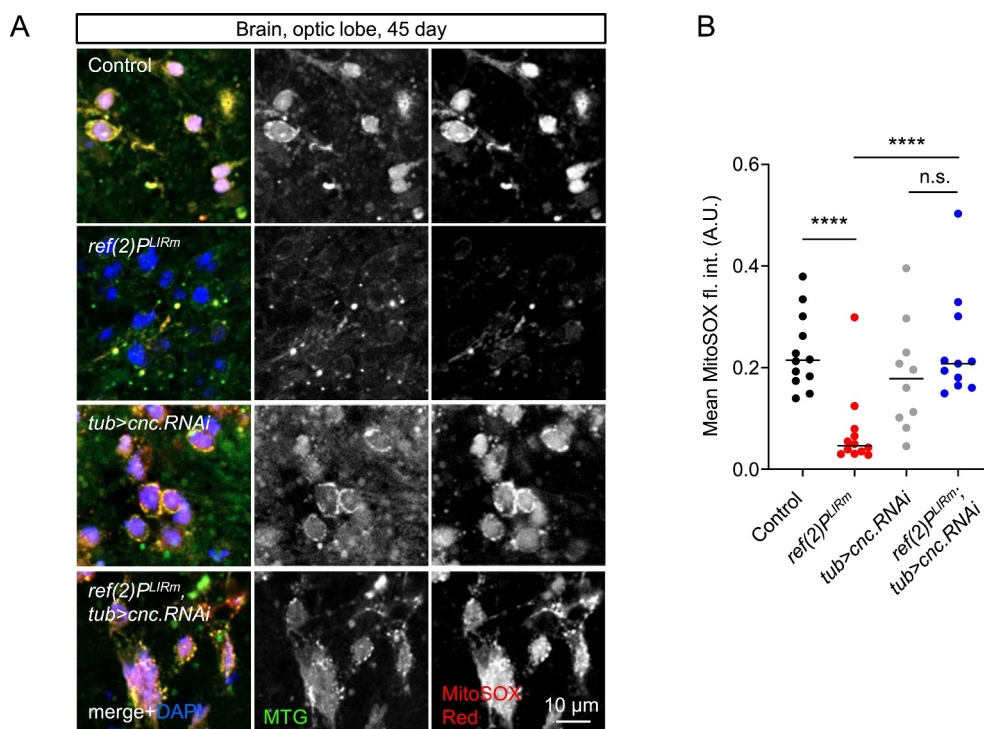 A
Brain, optic lobe, 45 day
Control
ref(2)P^LIRm
tub>cnc.RNAi
ref(2)P^LIRm;
tub>cnc.RNAi
merge+DAPI
MTG
MitoSOX
Red
10 μm
B
Mean MitoSOX fl. int. (A.U.)
0.6
0.4
0.2
0.0
****
****
n.s.
Control
ref(2)P^LIRm
tub>cnc.RNAi
ref(2)P^LIRm;
tub>cnc.RNAi